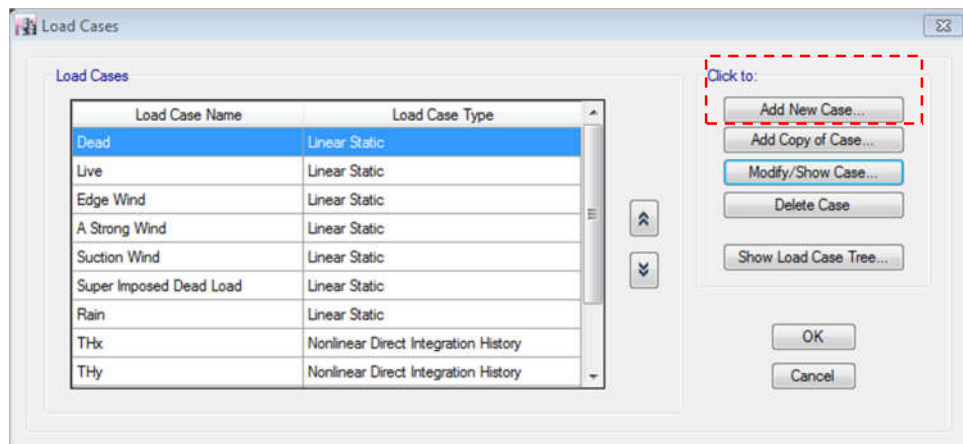 Load Cases
Load Cases
Click to:
Load Case Name Load Case Type
Dead Linear Static
Live Linear Static
Edge Wind Linear Static
A Strong Wind Linear Static
Suction Wind Linear Static
Super Imposed Dead Load Linear Static
Rain Linear Static
THx Nonlinear Direct Integration History
THy Nonlinear Direct Integration History
Add New Case...
Add Copy of Case...
Modify/Show Case...
Delete Case
Show Load Case Tree...
OK
Cancel